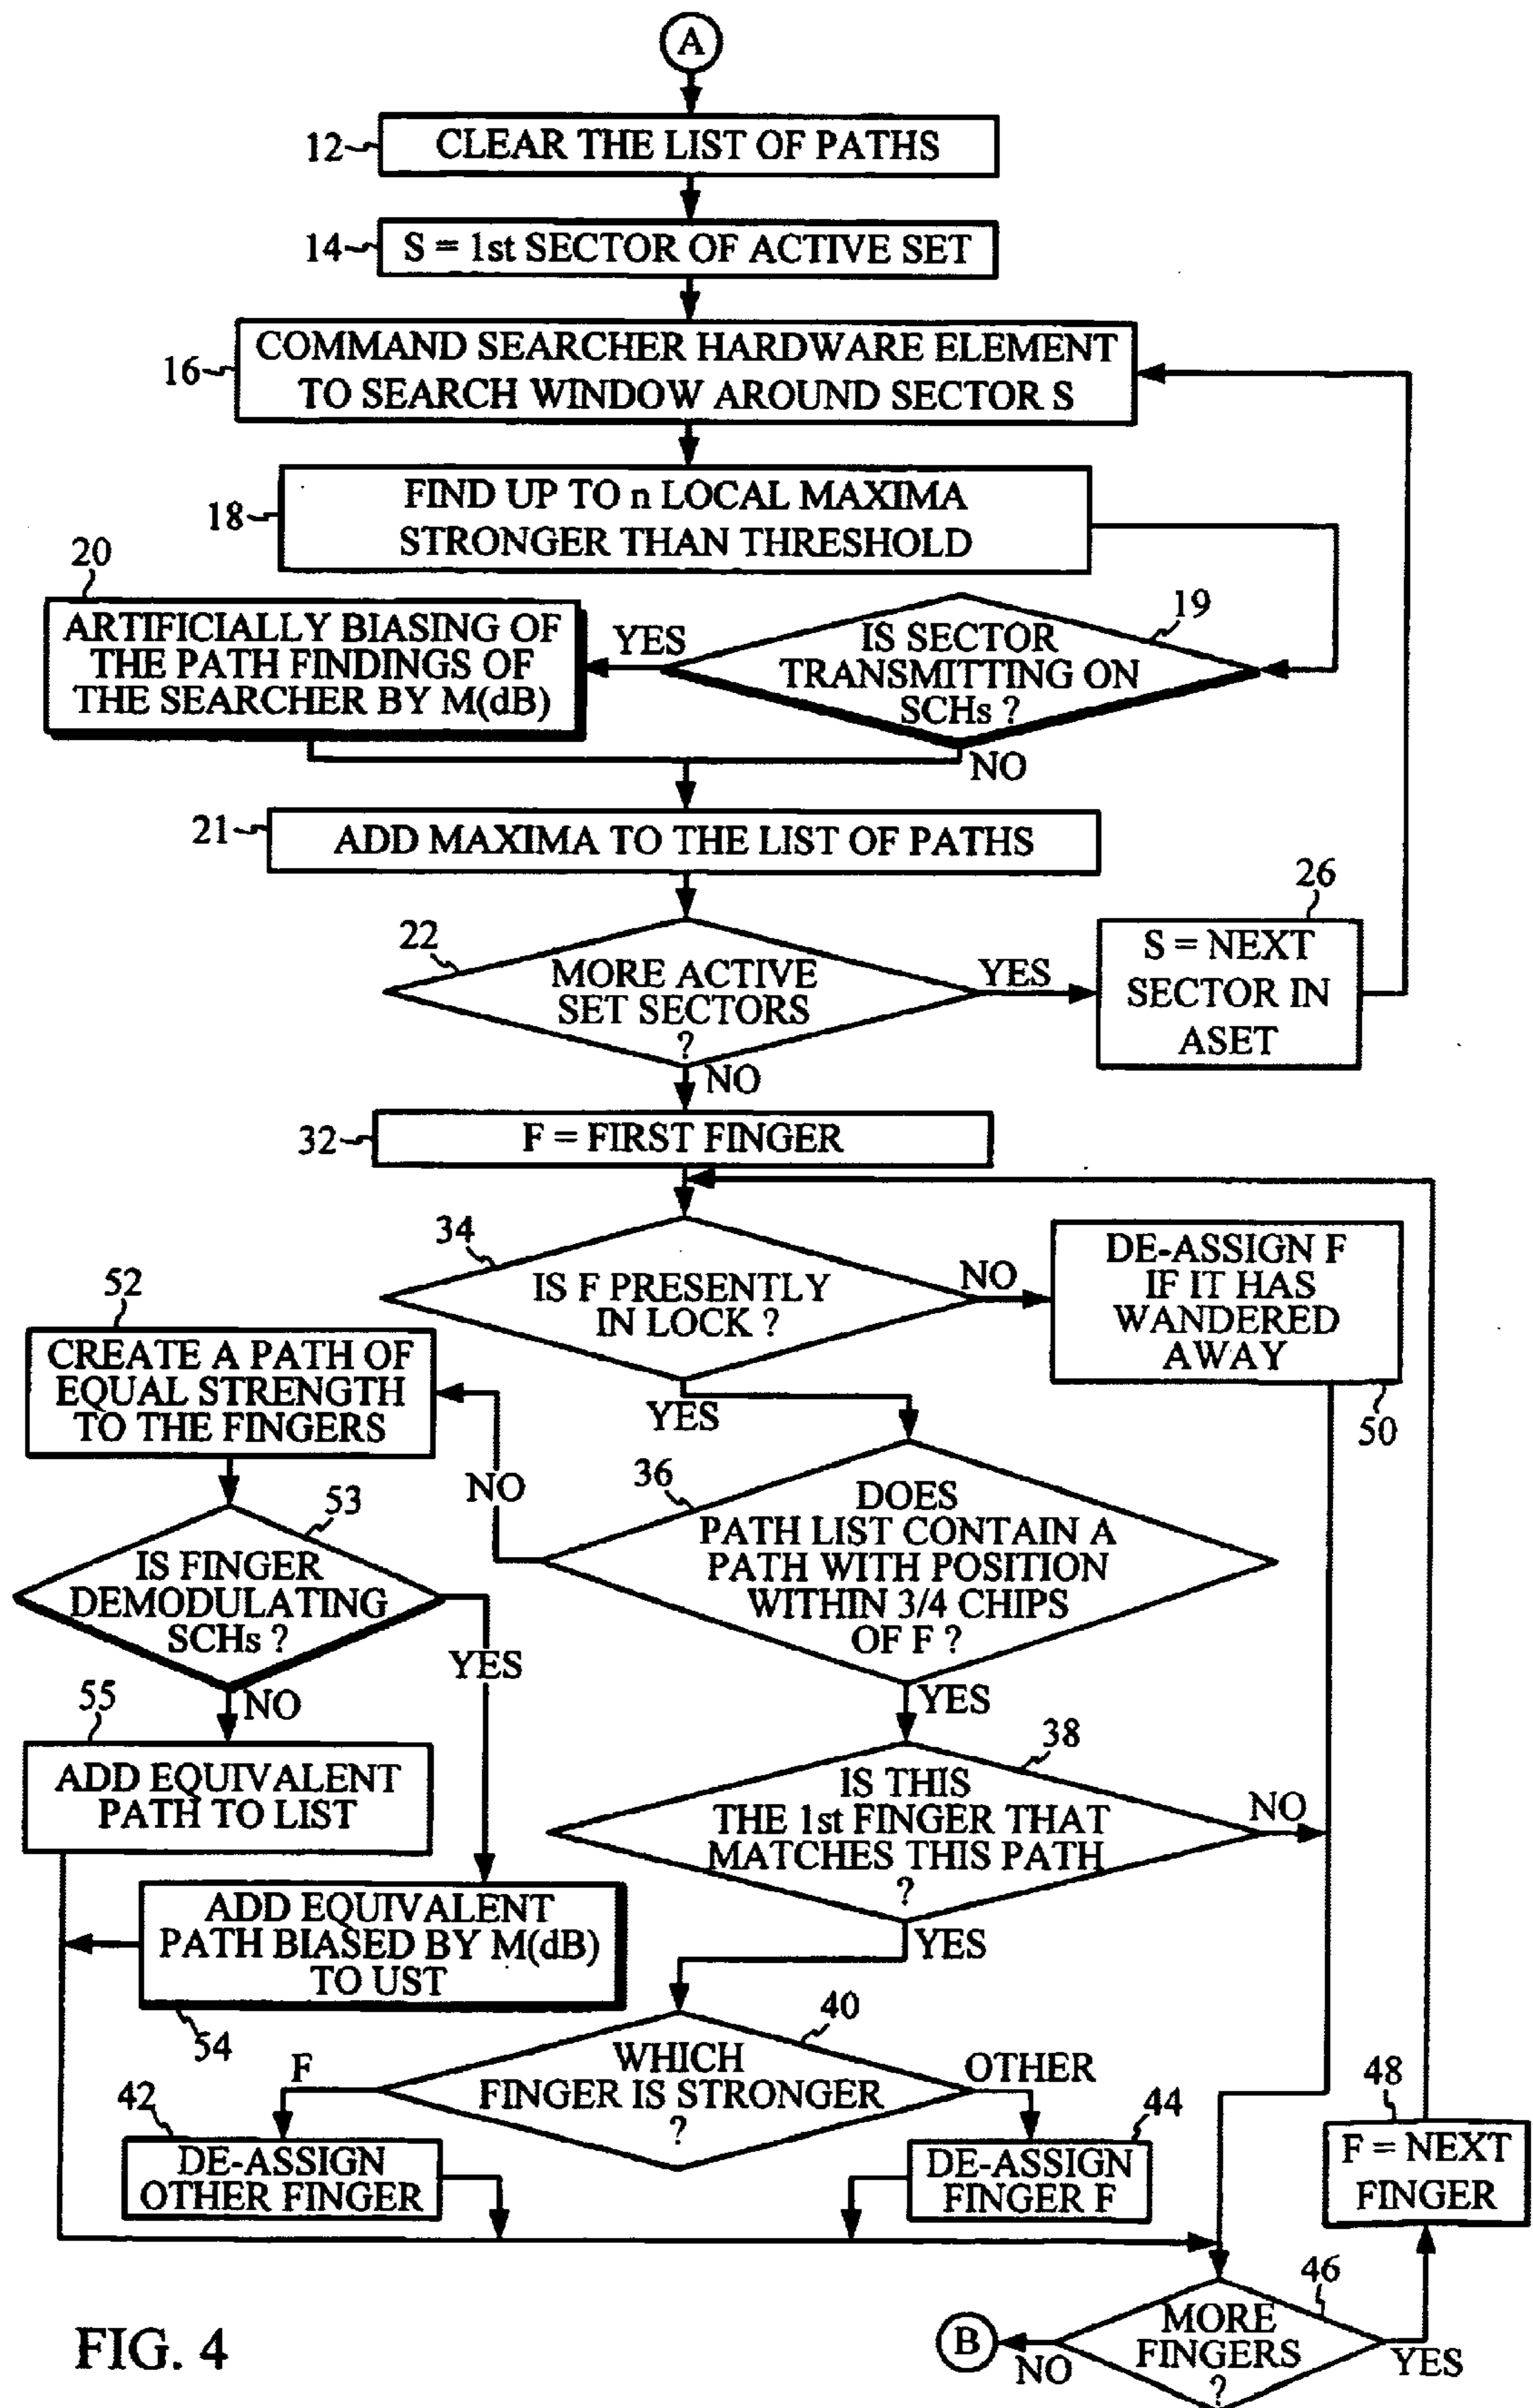 A
12
CLEAR THE LIST OF PATHS
14
S = 1st SECTOR OF ACTIVE SET
16
COMMAND SEARCHER HARDWARE ELEMENT
TO SEARCH WINDOW AROUND SECTOR S
18
FIND UP TO n LOCAL MAXIMA
STRONGER THAN THRESHOLD
20
ARTIFICIALLY BIASING OF
THE PATH FINDINGS OF
THE SEARCHER BY M(dB)
YES
19
IS SECTOR
TRANSMITTING ON
SCHs ?
NO
21
ADD MAXIMA TO THE LIST OF PATHS
22
MORE ACTIVE
SET SECTORS
?
YES
26
S = NEXT
SECTOR IN
ASET
NO
32
F = FIRST FINGER
34
IS F PRESENTLY
IN LOCK ?
NO
DE-ASSIGN F
IF IT HAS
WANDERED
AWAY
50
YES
52
CREATE A PATH OF
EQUAL STRENGTH
TO THE FINGERS
NO
36
DOES
PATH LIST CONTAIN A
PATH WITH POSITION
WITHIN 3/4 CHIPS
OF F ?
53
IS FINGER
DEMODULATING
SCHs ?
YES
NO
YES
55
ADD EQUIVALENT
PATH TO LIST
38
IS THIS
THE 1st FINGER THAT
MATCHES THIS PATH
?
NO
YES
ADD EQUIVALENT
PATH BIASED BY M(dB)
TO UST
54
40
WHICH
FINGER IS STRONGER
?
F
OTHER
42
DE-ASSIGN
OTHER FINGER
44
DE-ASSIGN
FINGER F
48
F = NEXT
FINGER
46
MORE
FINGERS
?
YES
NO
B
FIG. 4